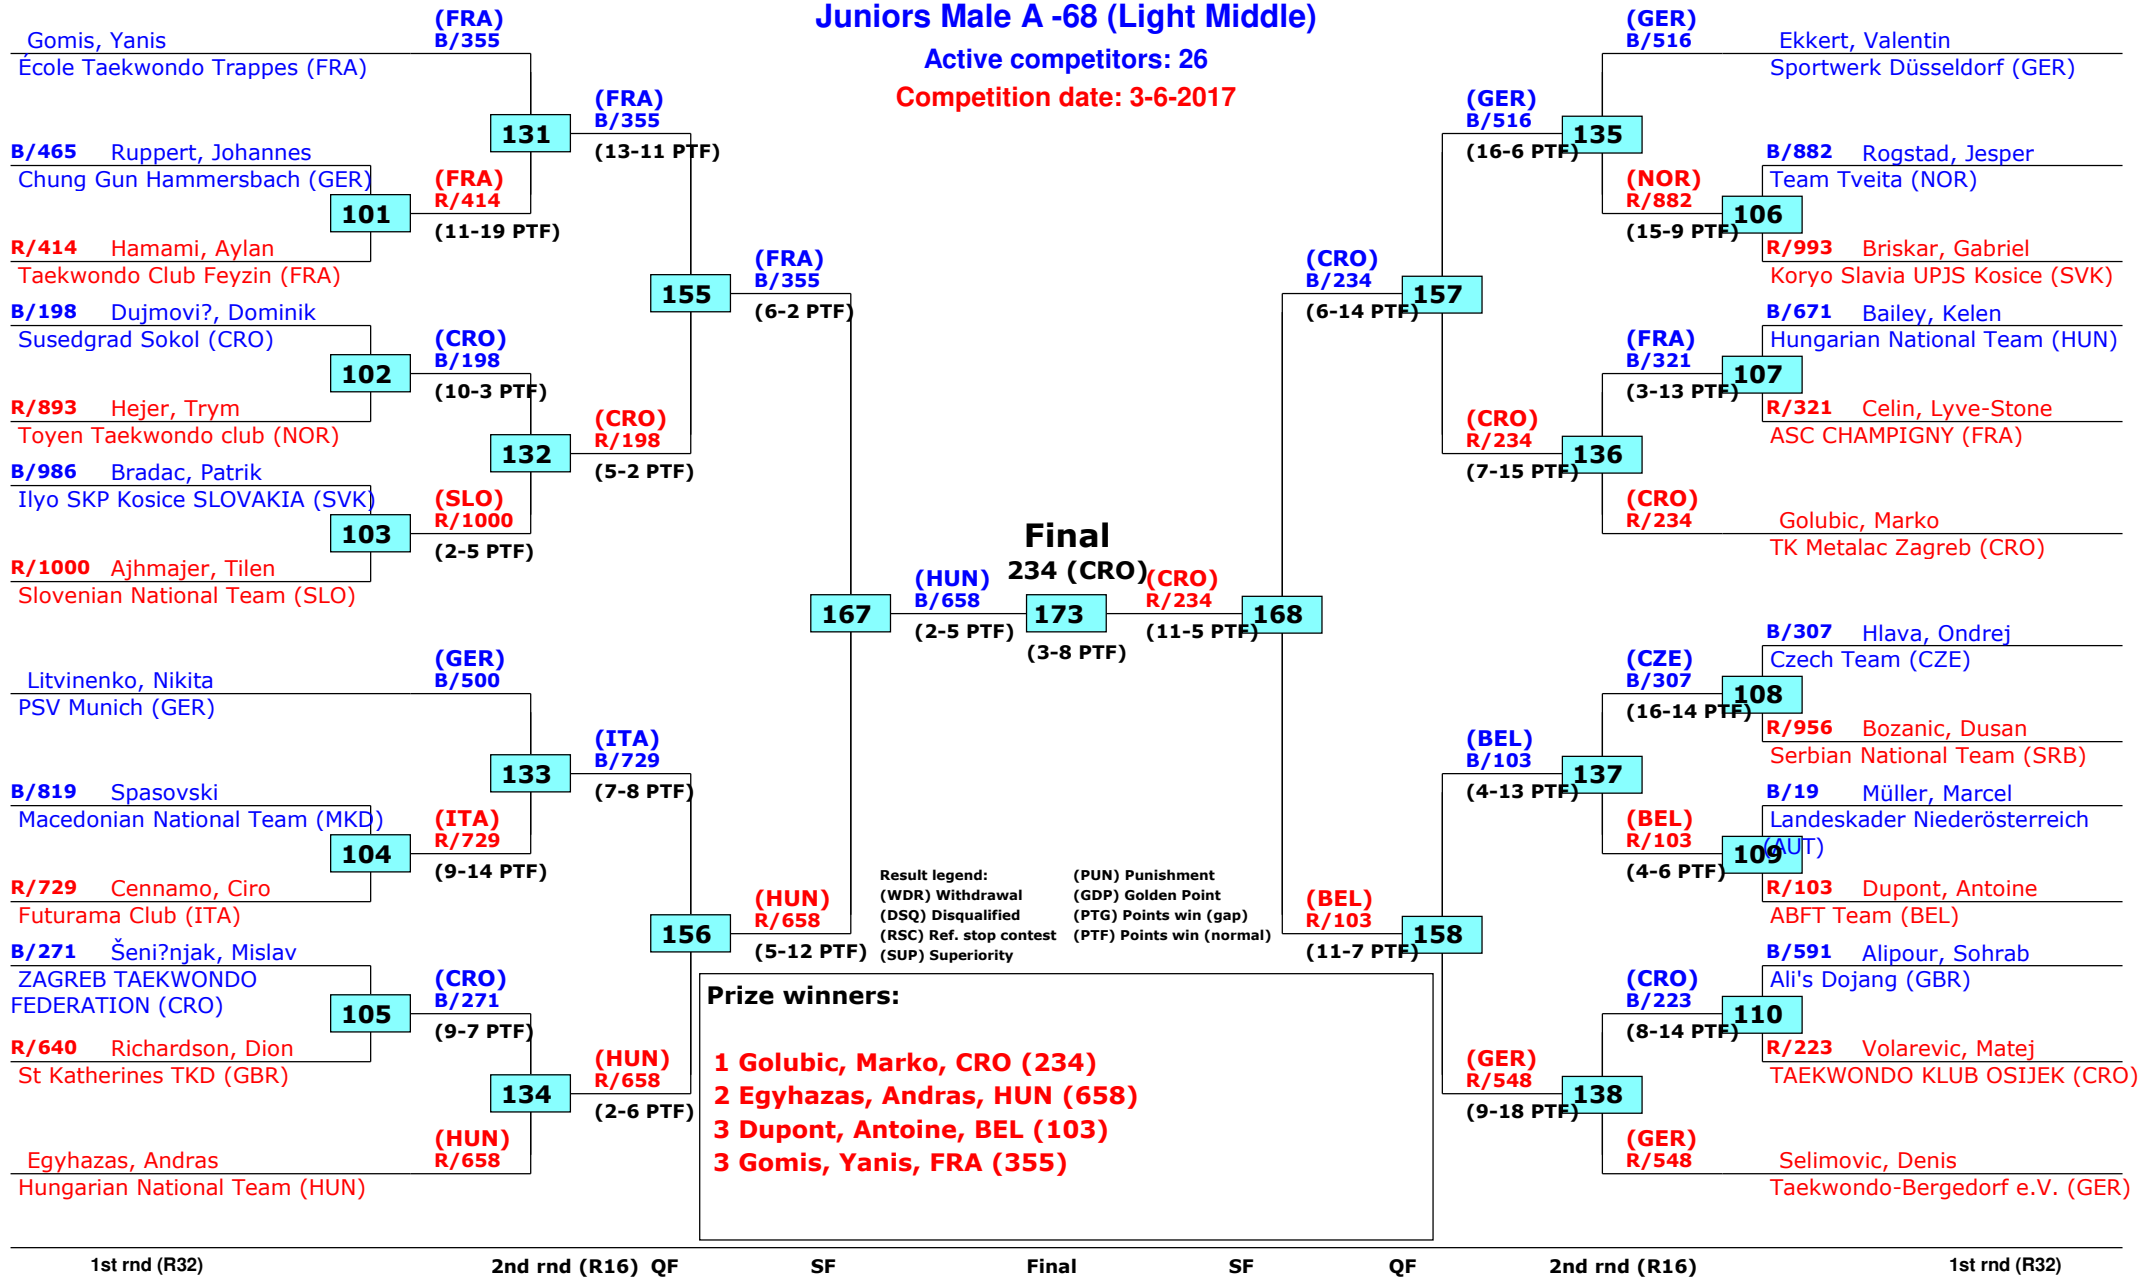 Juniors Male A -68 (Light Middle)
Active competitors: 26
Competition date: 3-6-2017
Gomis, Yanis
École Taekwondo Trappes (FRA)
(FRA)
B/355
131
B/465 Ruppert, Johannes
Chung Gun Hammersbach (GER)
101
R/414 Hamami, Aylan
Taekwondo Club Feyzin (FRA)
(FRA)
R/414
(11-19 PTF)
(FRA)
B/355
(13-11 PTF)
B/198 Dujmovi?, Dominik
Susedgrad Sokol (CRO)
102
R/893 Hejer, Trym
Toyen Taekwondo club (NOR)
(CRO)
B/198
(10-3 PTF)
132
B/986 Bradac, Patrik
Ilyo SKP Kosice SLOVAKIA (SVK)
103
R/1000 Ajhmajer, Tilen
Slovenian National Team (SLO)
(SLO)
R/1000
(2-5 PTF)
(CRO)
R/198
(5-2 PTF)
155
(FRA)
B/355
(6-2 PTF)
Litvinenko, Nikita
PSV Munich (GER)
(GER)
B/500
133
B/819 Spasovski
Macedonian National Team (MKD)
104
R/729 Cennamo, Ciro
Futurama Club (ITA)
(ITA)
R/729
(9-14 PTF)
(ITA)
B/729
(7-8 PTF)
B/271 Šeni?njak, Mislav
ZAGREB TAEKWONDO
FEDERATION (CRO)
105
R/640 Richardson, Dion
St Katherines TKD (GBR)
(CRO)
B/271
(9-7 PTF)
134
Egyhazas, Andras
Hungarian National Team (HUN)
(HUN)
R/658
(HUN)
R/658
(2-6 PTF)
156
(HUN)
R/658
(5-12 PTF)
167
(HUN)
B/658
(2-5 PTF)
Final
234 (CRO)
173
(3-8 PTF)
(CRO)
R/234
(11-5 PTF)
168
(CRO)
B/234
(6-14 PTF)
157
(GER)
B/516
(16-6 PTF)
135
(GER)
B/516
Ekkert, Valentin
Sportwerk Düsseldorf (GER)
(NOR)
R/882
(15-9 PTF)
106
B/882 Rogstad, Jesper
Team Tveita (NOR)
R/993 Briskar, Gabriel
Koryo Slavia UPJS Kosice (SVK)
(CRO)
R/234
(7-15 PTF)
136
(FRA)
B/321
(3-13 PTF)
107
B/671 Bailey, Kelen
Hungarian National Team (HUN)
R/321 Celin, Lyve-Stone
ASC CHAMPIGNY (FRA)
(CRO)
R/234
Golubic, Marko
TK Metalac Zagreb (CRO)
(BEL)
R/103
(11-7 PTF)
158
(BEL)
B/103
(4-13 PTF)
137
(CZE)
B/307
(16-14 PTF)
108
B/307 Hlava, Ondrej
Czech Team (CZE)
R/956 Bozanic, Dusan
Serbian National Team (SRB)
(BEL)
R/103
(4-6 PTF)
109
B/19 Müller, Marcel
Landeskader Niederösterreich
(AUT)
R/103 Dupont, Antoine
ABFT Team (BEL)
(GER)
R/548
(9-18 PTF)
138
(CRO)
B/223
(8-14 PTF)
110
B/591 Alipour, Sohrab
Ali's Dojang (GBR)
R/223 Volarevic, Matej
TAEKWONDO KLUB OSIJEK (CRO)
(GER)
R/548
Selimovic, Denis
Taekwondo-Bergedorf e.V. (GER)
Result legend: (PUN) Punishment
(WDR) Withdrawal (GDP) Golden Point
(DSQ) Disqualified (PTG) Points win (gap)
(RSC) Ref. stop contest (PTF) Points win (normal)
(SUP) Superiority
Prize winners:
1 Golubic, Marko, CRO (234)
2 Egyhazas, Andras, HUN (658)
3 Dupont, Antoine, BEL (103)
3 Gomis, Yanis, FRA (355)
1st rnd (R32) 2nd rnd (R16) QF SF Final SF QF 2nd rnd (R16) 1st rnd (R32)